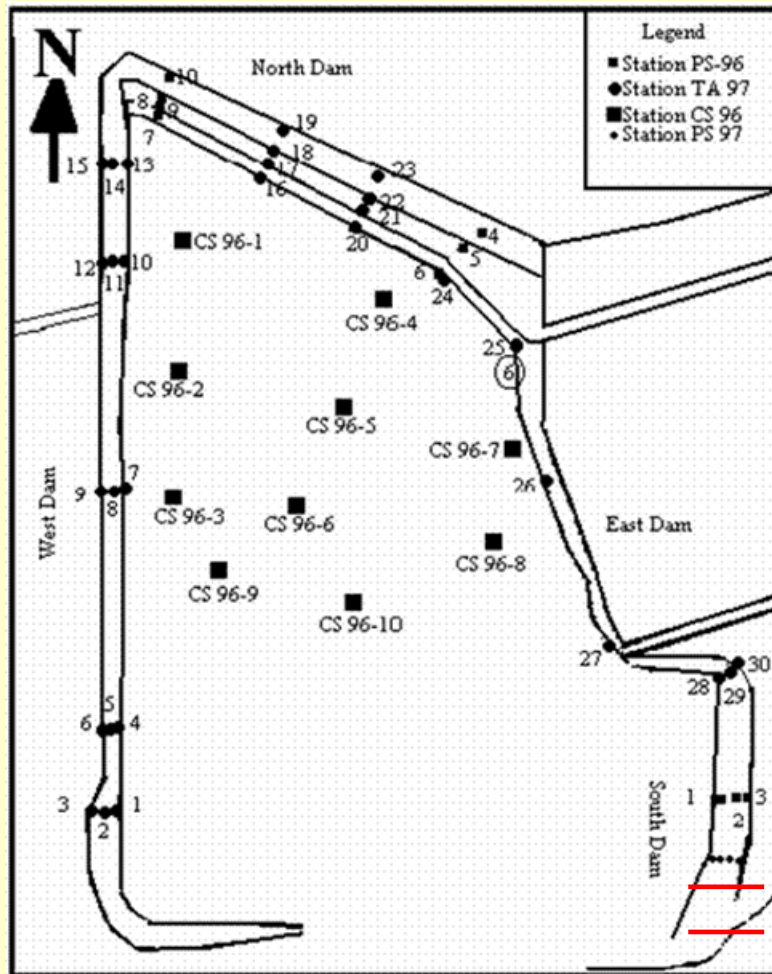 N
Legend
Station PS-96
Station TA 97
Station CS 96
Station PS 97
North Dam
10
8
9
7
19
18
17
16
23
22
21
20
4
5
6
24
15
14
13
CS 96-1
12
11
10
CS 96-4
25
6
CS 96-2
CS 96-5
CS 96-7
26
West Dam
9
8
7
CS 96-3
CS 96-6
East Dam
CS 96-8
CS 96-9
CS 96-10
27
30
28
29
5
6
4
3
2
1
South Dam
1
2
3